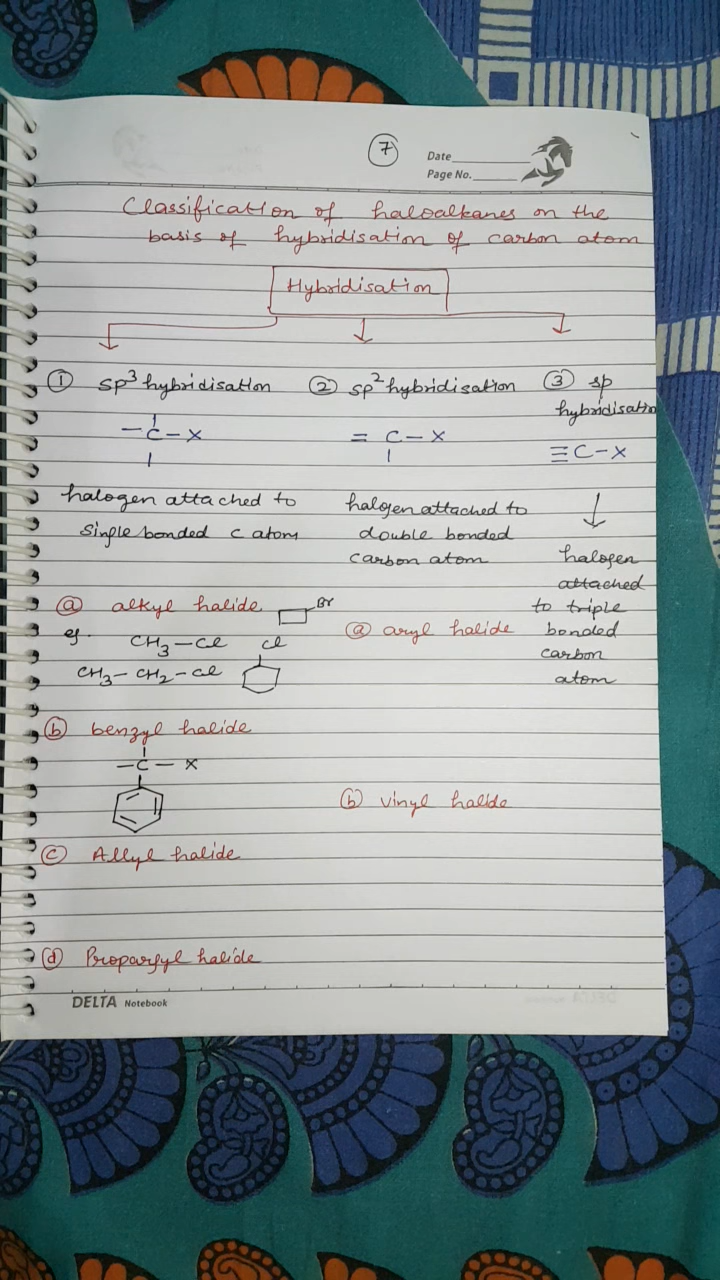 7
Date
Page No.
Classification of haloalkanes on the
basis of hybridisation of carbon atom
Hybridisation
① sp³ hybridisation
-C-X
halogen attached to
single bonded c atom
ⓐ alkyl halide
Br
eg. CH₃-Cl
Cl
CH₃-CH₂-Cl
ⓑ benzyl halide
-C-X
ⓒ Allyl halide
ⓓ Propargyl halide
② sp² hybridisation
= C-X
halogen attached to
double bonded
carbon atom
ⓐ aryl halide
ⓑ vinyl halide
③ sp
hybridisation
≡C-X
halogen
attached
to triple
bonded
carbon
atom
DELTA Notebook